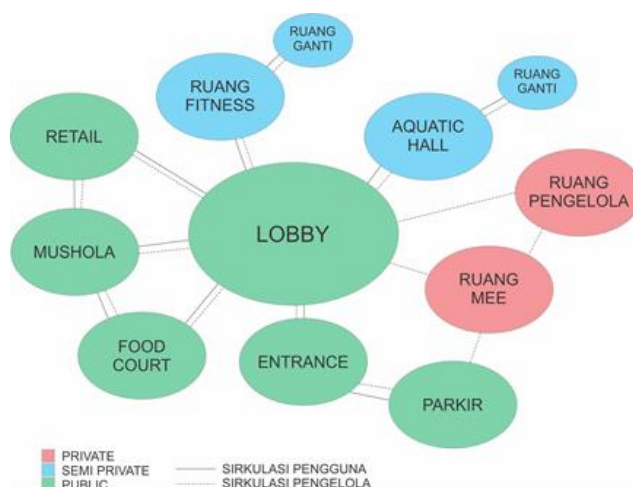 RUANG
GANTI
RUANG
FITNESS
RUANG
GANTI
AQUATIC
HALL
RETAIL
RUANG
PENGELOLA
LOBBY
MUSHOLA
RUANG
MEE
FOOD
COURT
ENTRANCE
PARKIR
PRIVATE
SEMI PRIVATE
PUBLIC
SIRKULASI PENGGUNA
SIRKULASI PENGELOLA